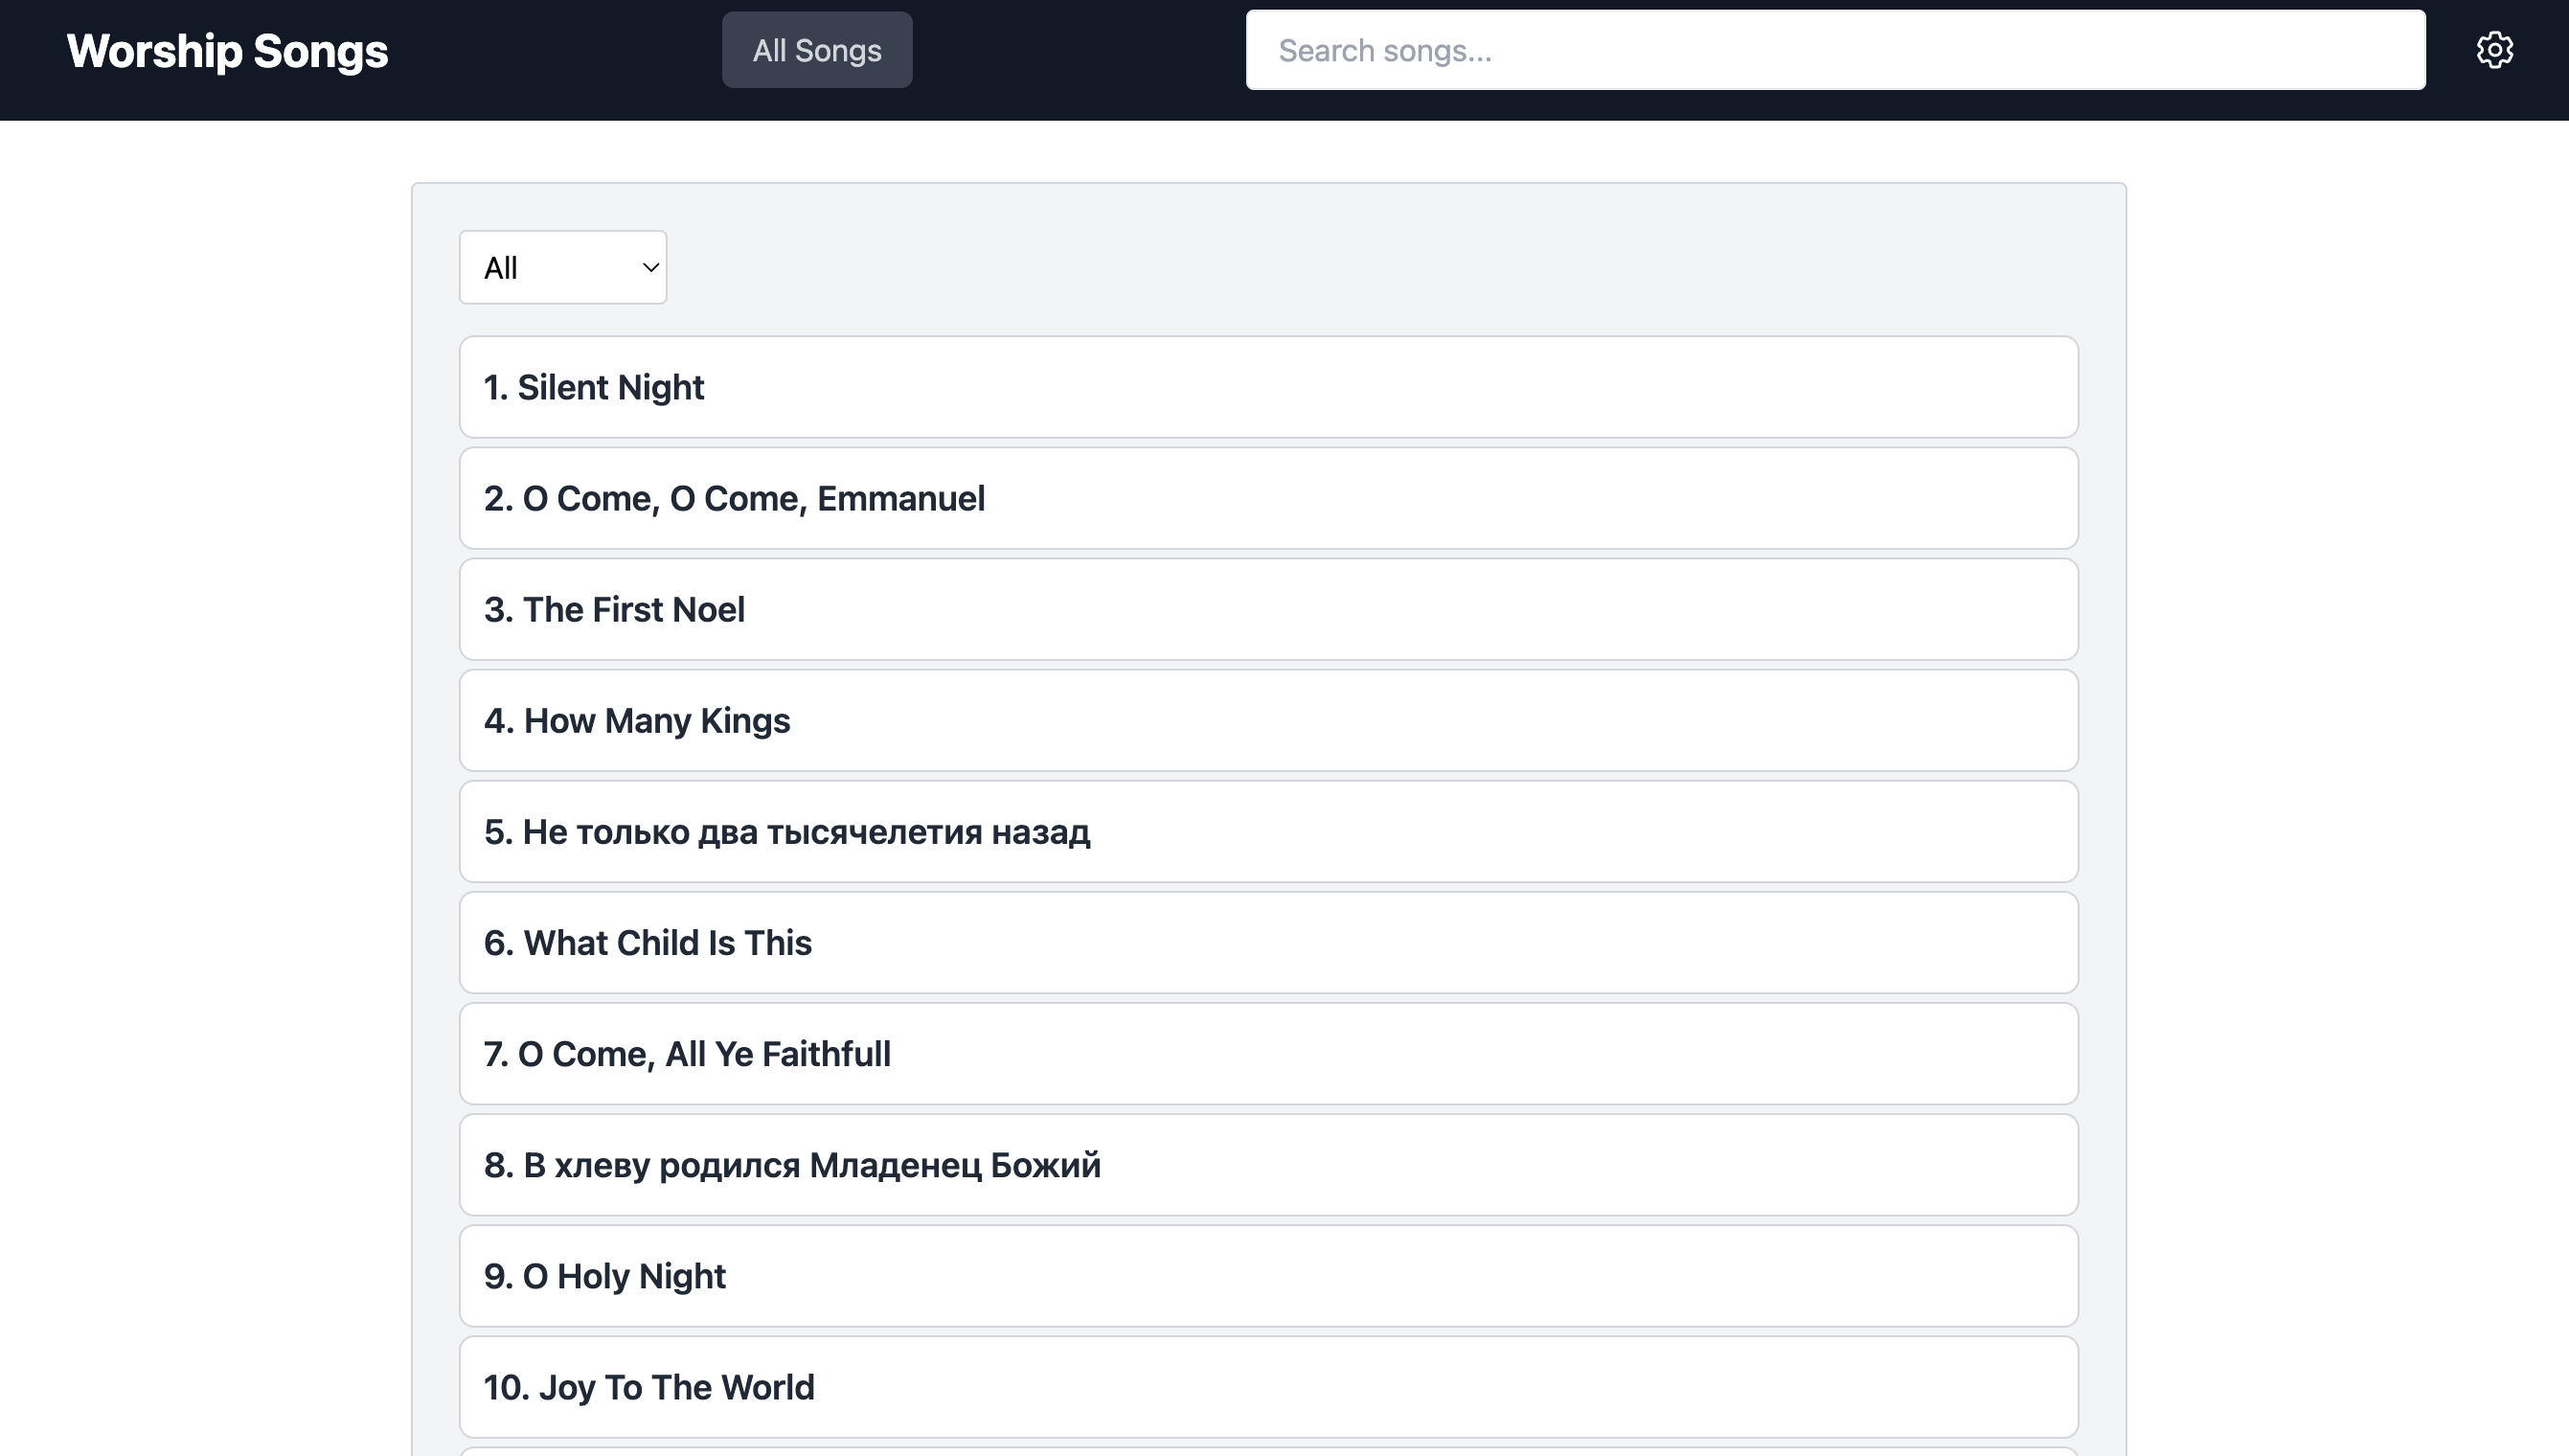 Worship Songs
All Songs
Search songs...
All
1. Silent Night
2. O Come, O Come, Emmanuel
3. The First Noel
4. How Many Kings
5. Не только два тысячелетия назад
6. What Child Is This
7. O Come, All Ye Faithfull
8. В хлеву родился Младенец Божий
9. O Holy Night
10. Joy To The World